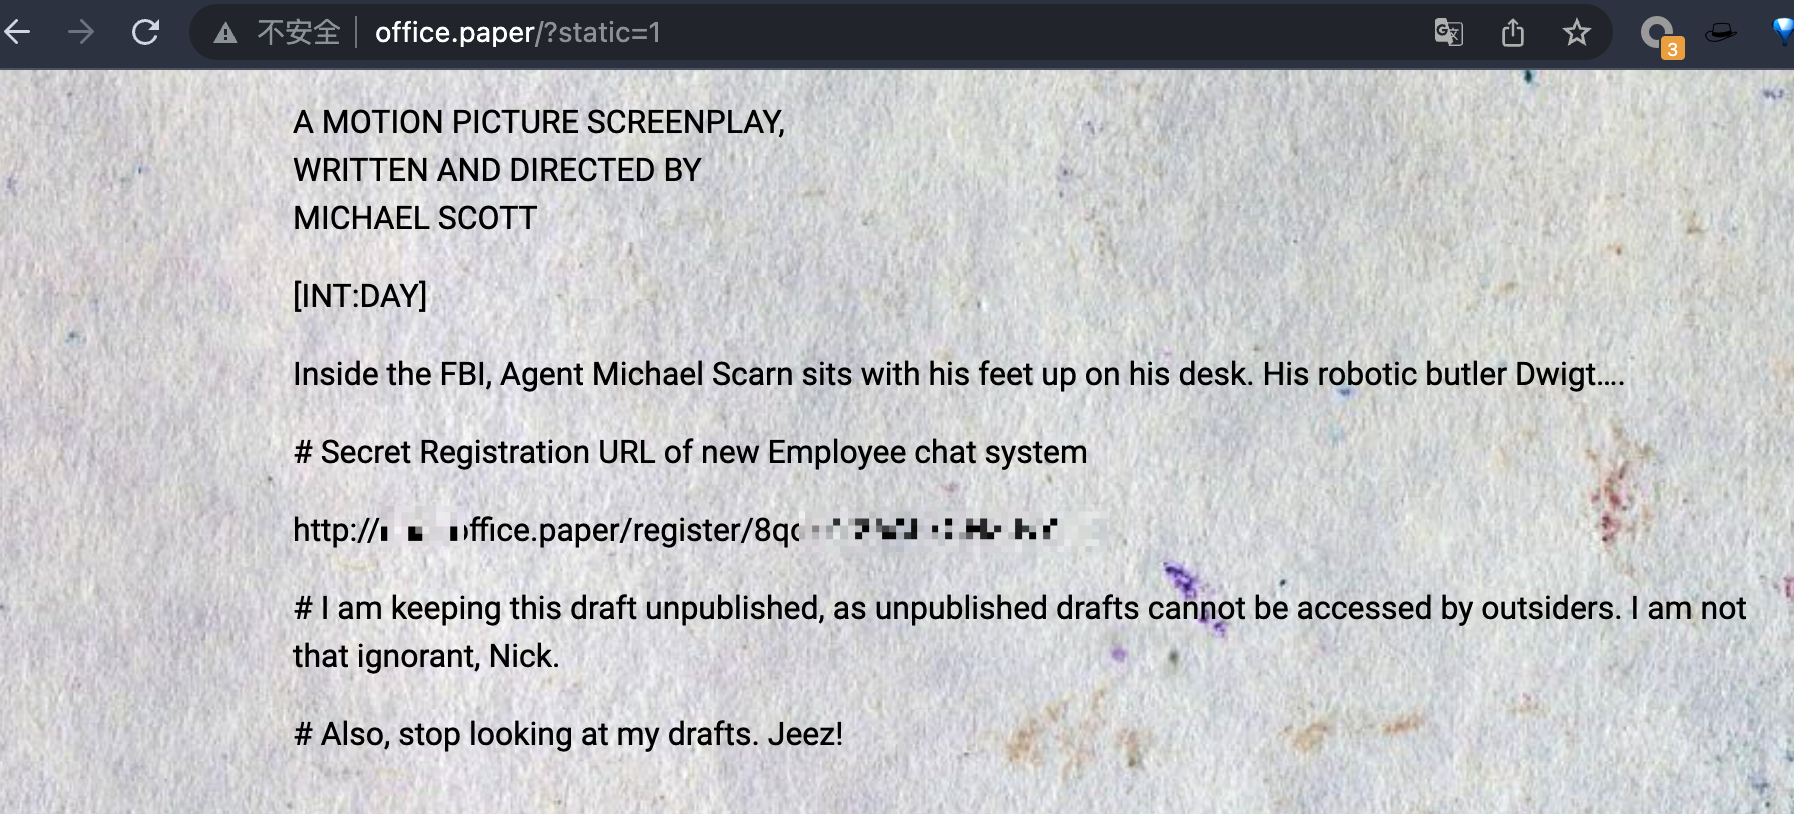 不安全 office.paper/?static=1
3
A MOTION PICTURE SCREENPLAY,
WRITTEN AND DIRECTED BY
MICHAEL SCOTT
[INT:DAY]
Inside the FBI, Agent Michael Scarn sits with his feet up on his desk. His robotic butler Dwigt….
# Secret Registration URL of new Employee chat system
http:// ffice.paper/register/8q
# I am keeping this draft unpublished, as unpublished drafts cannot be accessed by outsiders. I am not
that ignorant, Nick.
# Also, stop looking at my drafts. Jeez!